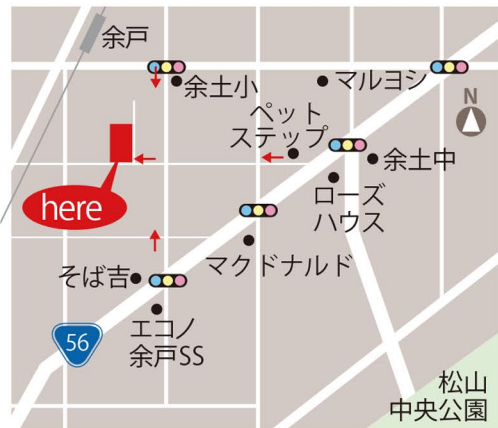 余戸
余土小
マルヨシ
N
ペット
ステップ
余土中
here
ローズ
ハウス
マクドナルド
そば吉
56
エコノ
余戸SS
松山
中央公園